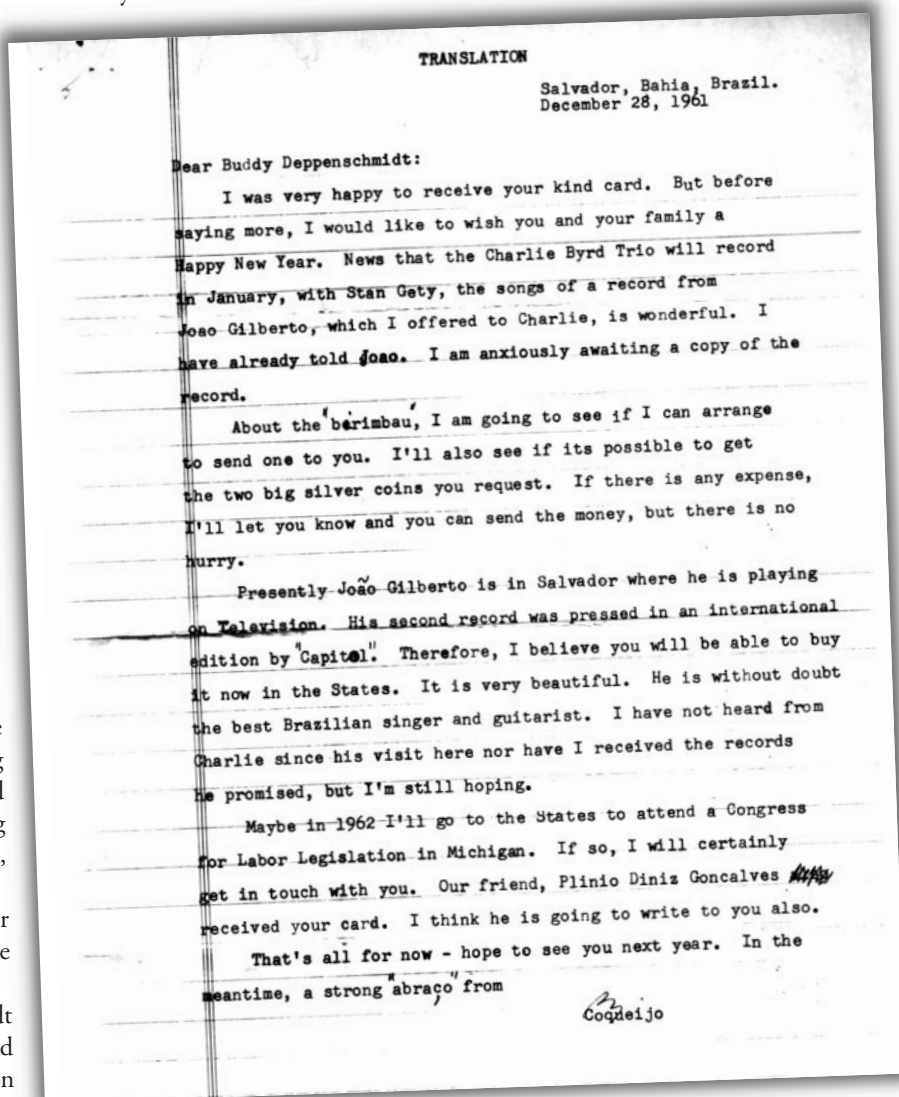 TRANSLATION
Salvador, Bahia, Brazil.
December 28, 1961
Dear Buddy Deppenschmidt:
I was very happy to receive your kind card. But before
saying more, I would like to wish you and your family a
Happy New Year. News that the Charlie Byrd Trio will record
in January, with Stan Gety, the songs of a record from
Joao Gilberto, which I offered to Charlie, is wonderful. I
have already told Joao. I am anxiously awaiting a copy of the
record.
About the 'berimbau', I am going to see if I can arrange
to send one to you. I'll also see if its possible to get
the two big silver coins you request. If there is any expense,
I'll let you know and you can send the money, but there is no
hurry.
Presently João Gilberto is in Salvador where he is playing
on Television. His second record was pressed in an international
edition by "Capitol". Therefore, I believe you will be able to buy
it now in the States. It is very beautiful. He is without doubt
the best Brazilian singer and guitarist. I have not heard from
Charlie since his visit here nor have I received the records
he promised, but I'm still hoping.
Maybe in 1962 I'll go to the States to attend a Congress
for Labor Legislation in Michigan. If so, I will certainly
get in touch with you. Our friend, Plinio Diniz Goncalves
received your card. I think he is going to write to you also.
That's all for now - hope to see you next year. In the
meantime, a strong "abraço" from
Coqueijo